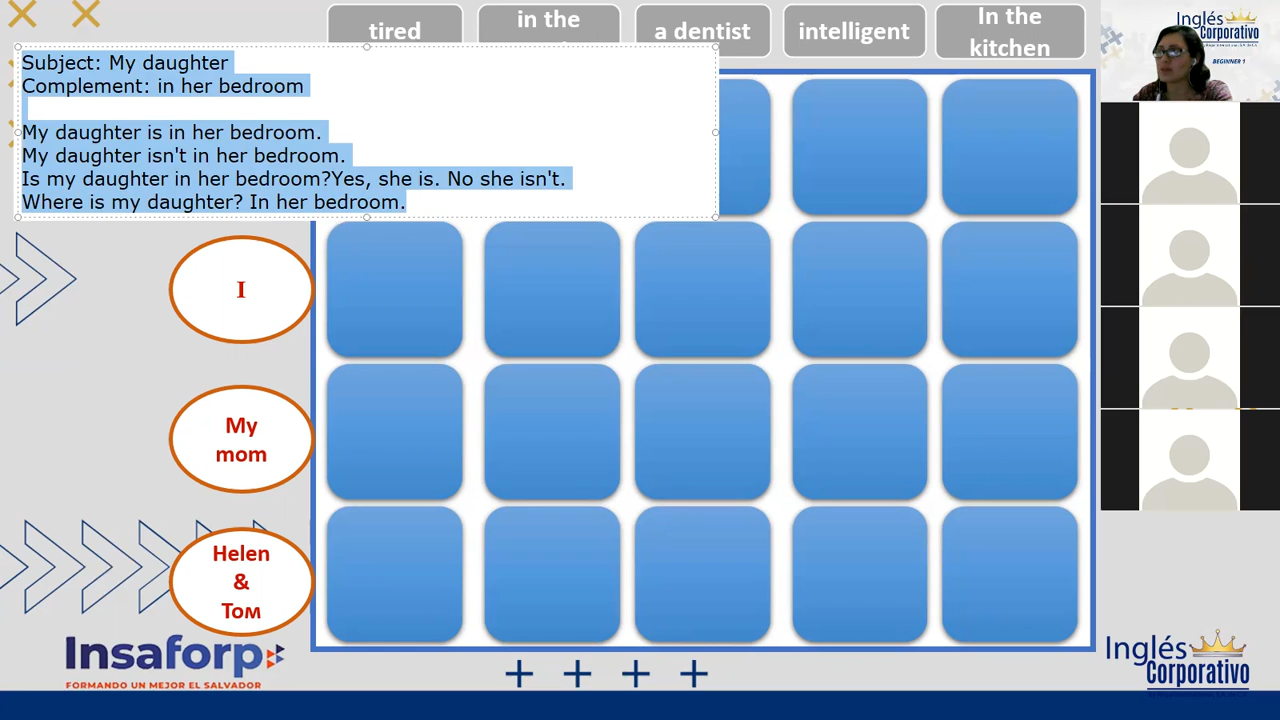 tired
in the
a dentist
intelligent
In the
kitchen
Subject: My daughter
Complement: in her bedroom
My daughter is in her bedroom.
My daughter isn't in her bedroom.
Is my daughter in her bedroom?Yes, she is. No she isn't.
Where is my daughter? In her bedroom.
I
My
mom
Helen
&
Tom
Insaforp
FORMANDO UN MEJOR EL SALVADOR
Inglés
Corporativo
Inglés
Corporativo
BEGINNER 1